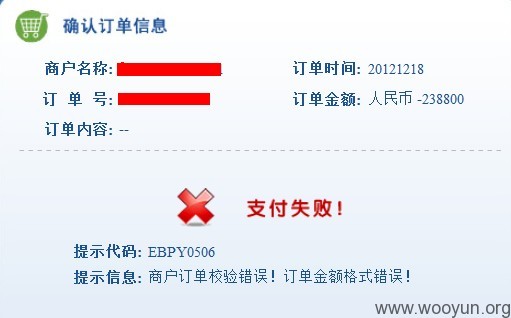 确认订单信息
商户名称: 订单时间: 20121218
订 单 号: 订单金额: 人民币 -238800
订单内容: --
支付失败!
提示代码: EBPY0506
提示信息: 商户订单校验错误! 订单金额格式错误!
www.wooyun.org